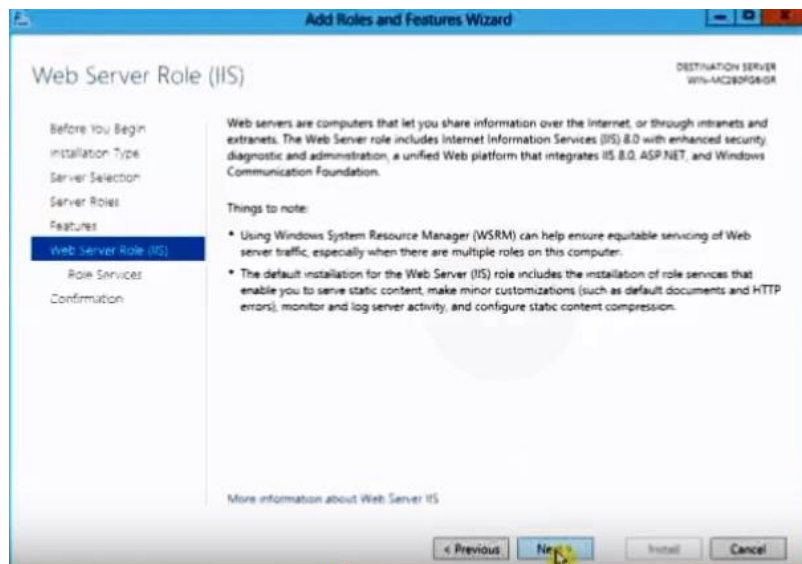 Add Roles and Features Wizard
Web Server Role (IIS)
DESTINATION SERVER
Before You Begin
Installation Type
Server Selection
Server Roles
Features
Web Server Role (IIS)
Role Services
Confirmation
Web servers are computers that let you share information over the Internet, or through intranets and
extranets. The Web Server role includes Internet Information Services (IIS) 8.0 with enhanced security,
diagnostic and administration, a unified Web platform that integrates IIS 8.0, ASP.NET, and Windows
Communication Foundation.
Things to note:
• Using Windows System Resource Manager (WSRM) can help ensure equitable servicing of Web
server traffic, especially when there are multiple roles on this computer.
• The default installation for the Web Server (IIS) role includes the installation of role services that
enable you to serve static content, make minor customizations (such as default documents and HTTP
errors), monitor and log server activity, and configure static content compression.
More information about Web Server IIS
< Previous
Next >
Install
Cancel